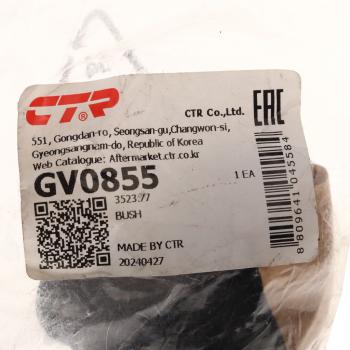 CTR®
CTR Co.,Ltd.
EAC
551, Gongdan-ro, Seongsan-gu,Changwon-si,
Gyeongsangnam-do, Republic of Korea
Web Catalogue: Aftermarket.ctr.co.kr
GV0855
1 EA
3523.77
BUSH
MADE BY CTR
20240427
8 809641 045584